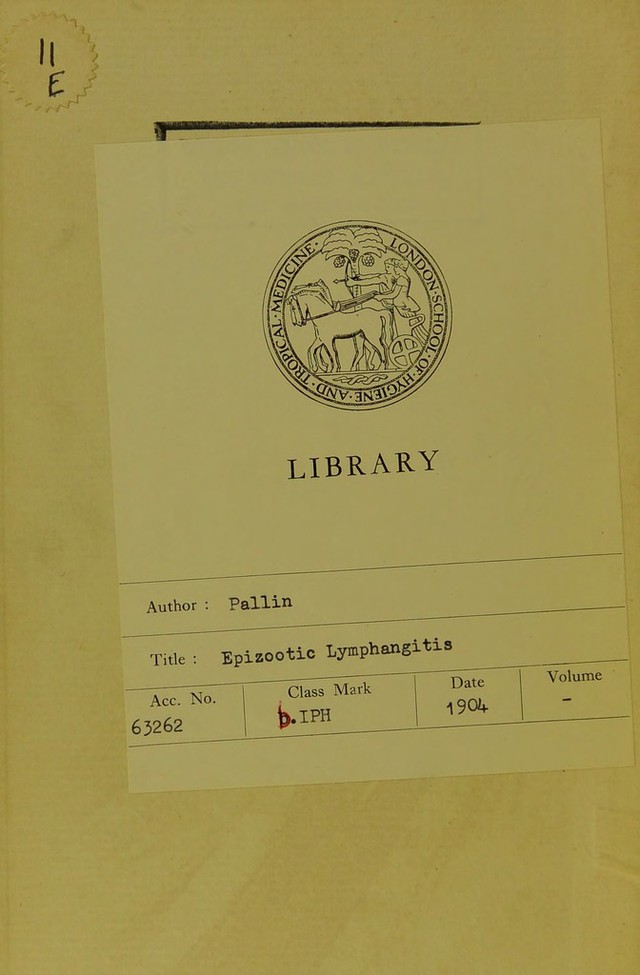 11
E
LONDON·SCHOOL·OF·HYGIENE·AND·TROPICAL·MEDICINE·
LIBRARY
Author : Pallin
Title : Epizootic Lymphangitis
Acc. No. Class Mark Date Volume
63262 b.IPH 1904 –